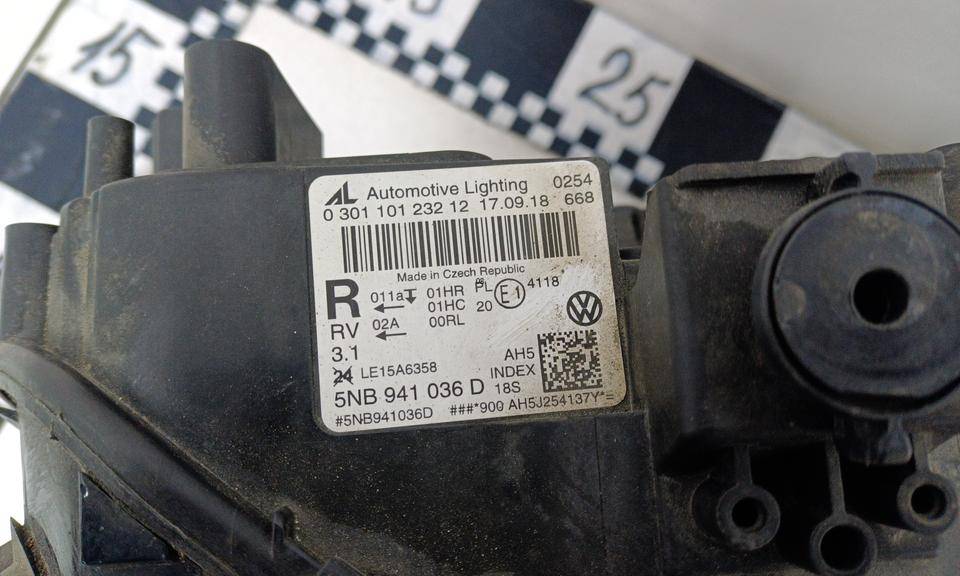 15
25
AL Automotive Lighting 0254
0 301 101 232 12 17.09.18 668
Made in Czech Republic
R 011a 01HR PL E1 4118
01HC 20
RV 02A 00RL
3.1
24 LE15A6358 AH5
INDEX
5NB 941 036 D 18S
#5NB941036D ###*900 AH5J254137Y*=